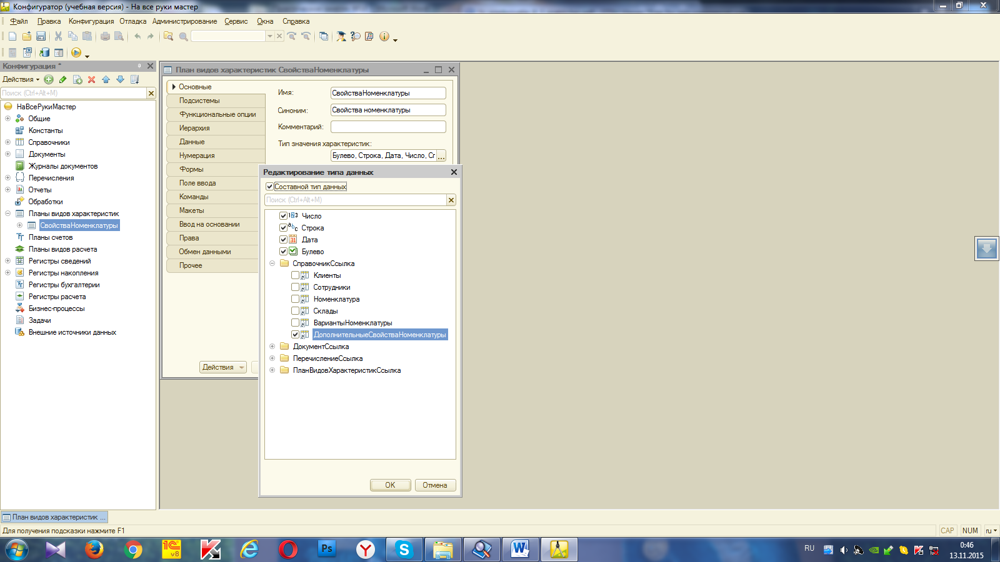 Конфигуратор (учебная версия) - На все руки мастер
Файл Правка Конфигурация Отладка Администрирование Сервис Окна Справка
Конфигурация *
Действия
Поиск (Ctrl+Alt+M)
НаВсеРукиМастер
Общие
Константы
Справочники
Документы
Журналы документов
Перечисления
Отчеты
Обработки
Планы видов характеристик
СвойстваНоменклатуры
Планы счетов
Планы видов расчета
Регистры сведений
Регистры накопления
Регистры бухгалтерии
Регистры расчета
Бизнес-процессы
Задачи
Внешние источники данных
План видов характеристик СвойстваНоменклатуры
Основные
Подсистемы
Функциональные опции
Иерархия
Данные
Нумерация
Формы
Поле ввода
Команды
Макеты
Ввод на основании
Права
Обмен данными
Прочее
Имя: СвойстваНоменклатуры
Синоним: Свойства номенклатуры
Комментарий:
Тип значения характеристик:
Булево, Строка, Дата, Число, Сг ...
Действия
Редактирование типа данных
Составной тип данных
Поиск (Ctrl+Alt+M)
Число
Строка
Дата
Булево
СправочникСсылка
Клиенты
Сотрудники
Номенклатура
Склады
ВариантыНоменклатуры
ДополнительныеСвойстваНоменклатуры
ДокументСсылка
ПеречислениеСсылка
ПланВидовХарактеристикСсылка
OK Отмена
План видов характеристик ...
Для получения подсказки нажмите F1
CAP NUM ru
RU
0:46
13.11.2015